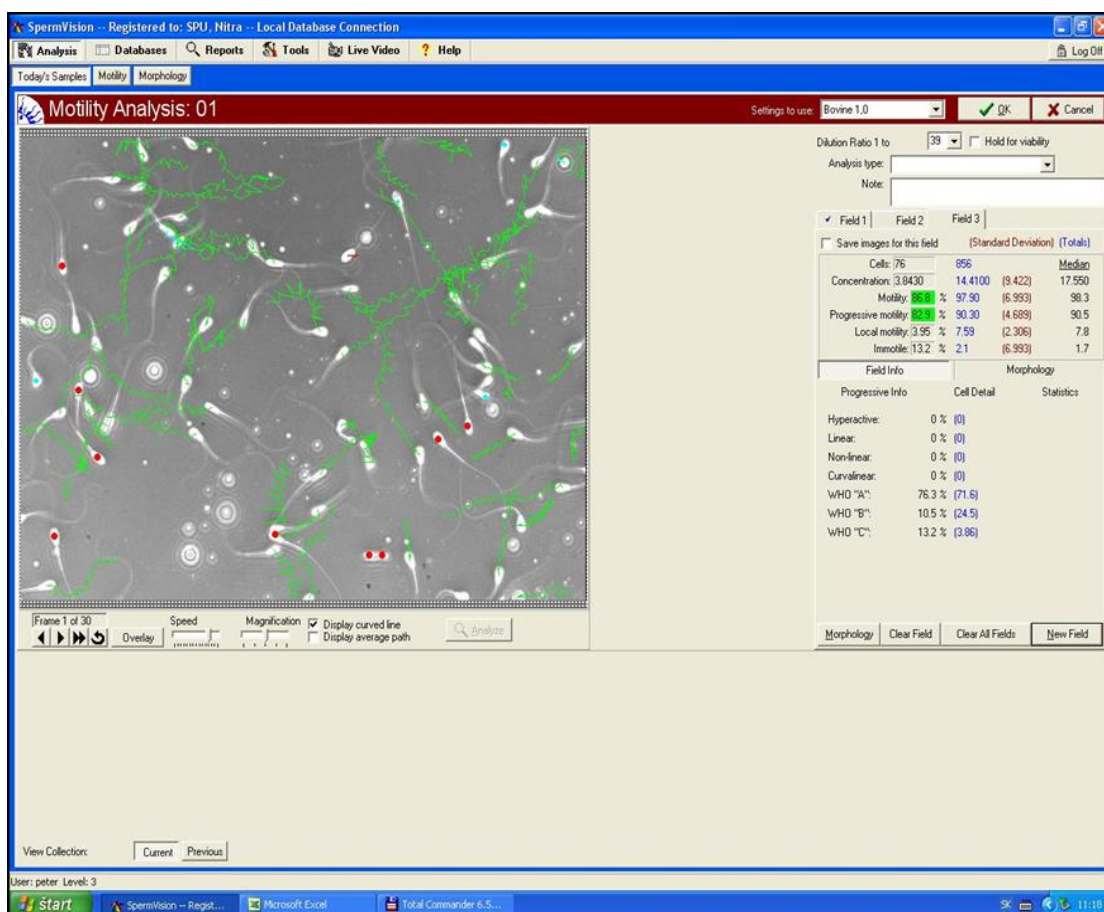 SpermVision -- Registered to: SPU, Nitra -- Local Database Connection
Analysis Databases Reports Tools Live Video Help Log Off
Today's Samples Motility Morphology
Motility Analysis: 01 Settings to use: Bovine 1,0 OK Cancel
Dilution Ratio 1 to 39 Hold for viability
Analysis type:
Note:
Field 1 Field 2 Field 3
Save images for this field (Standard Deviation) (Totals)
Cells: 76 856 Median
Concentration: 3.8430 14.4100 (9.422) 17.550
Motility: 86.8 % 97.90 (6.993) 98.3
Progressive motility: 82.9 % 90.30 (4.689) 90.5
Local motility: 3.95 % 7.59 (2.306) 7.8
Immotile: 13.2 % 2.1 (6.993) 1.7
Field Info Morphology
Progressive Info Cell Detail Statistics
Hyperactive: 0 % (0)
Linear: 0 % (0)
Non-linear: 0 % (0)
Curvalinear: 0 % (0)
WHO "A": 76.3 % (71.6)
WHO "B": 10.5 % (24.5)
WHO "C": 13.2 % (3.86)
Frame 1 of 30 Speed Magnification Display curved line
Overlay Display average path Analyze
Morphology Clear Field Clear All Fields New Field
View Collection: Current Previous
User: peter Level: 3
štart SpermVision -- Regist... Microsoft Excel Total Commander 6.5... SK 11:18